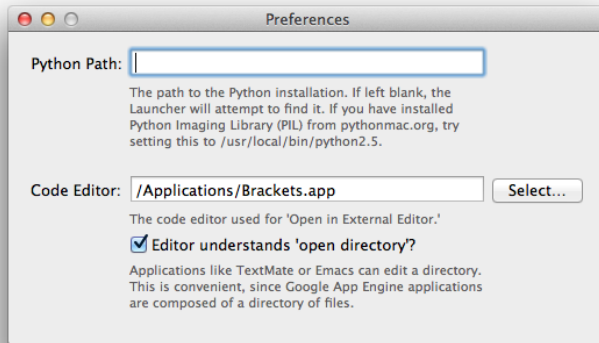 Preferences
Python Path:
The path to the Python installation. If left blank, the
Launcher will attempt to find it. If you have installed
Python Imaging Library (PIL) from pythonmac.org, try
setting this to /usr/local/bin/python2.5.
Code Editor: /Applications/Brackets.app Select...
The code editor used for 'Open in External Editor.'
Editor understands 'open directory'?
Applications like TextMate or Emacs can edit a directory.
This is convenient, since Google App Engine applications
are composed of a directory of files.